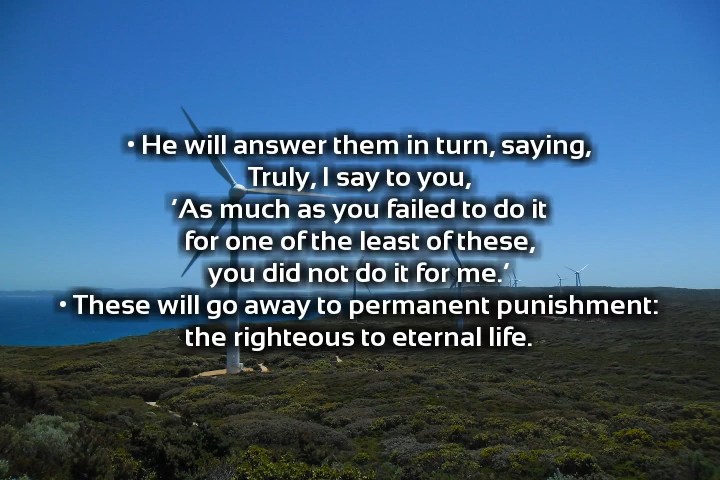 • He will answer them in turn, saying,
Truly, I say to you,
‘As much as you failed to do it
for one of the least of these,
you did not do it for me.’
• These will go away to permanent punishment:
the righteous to eternal life.